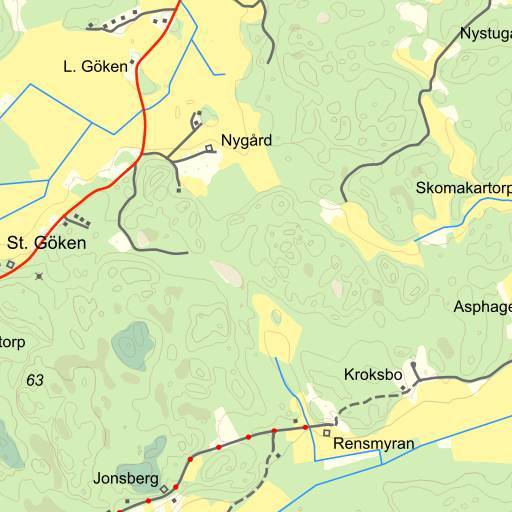 Nystuga
L. Göken
Nygård
Skomakartorp
St. Göken
Asphage
torp
63
Kroksbo
Rensmyran
Jonsberg